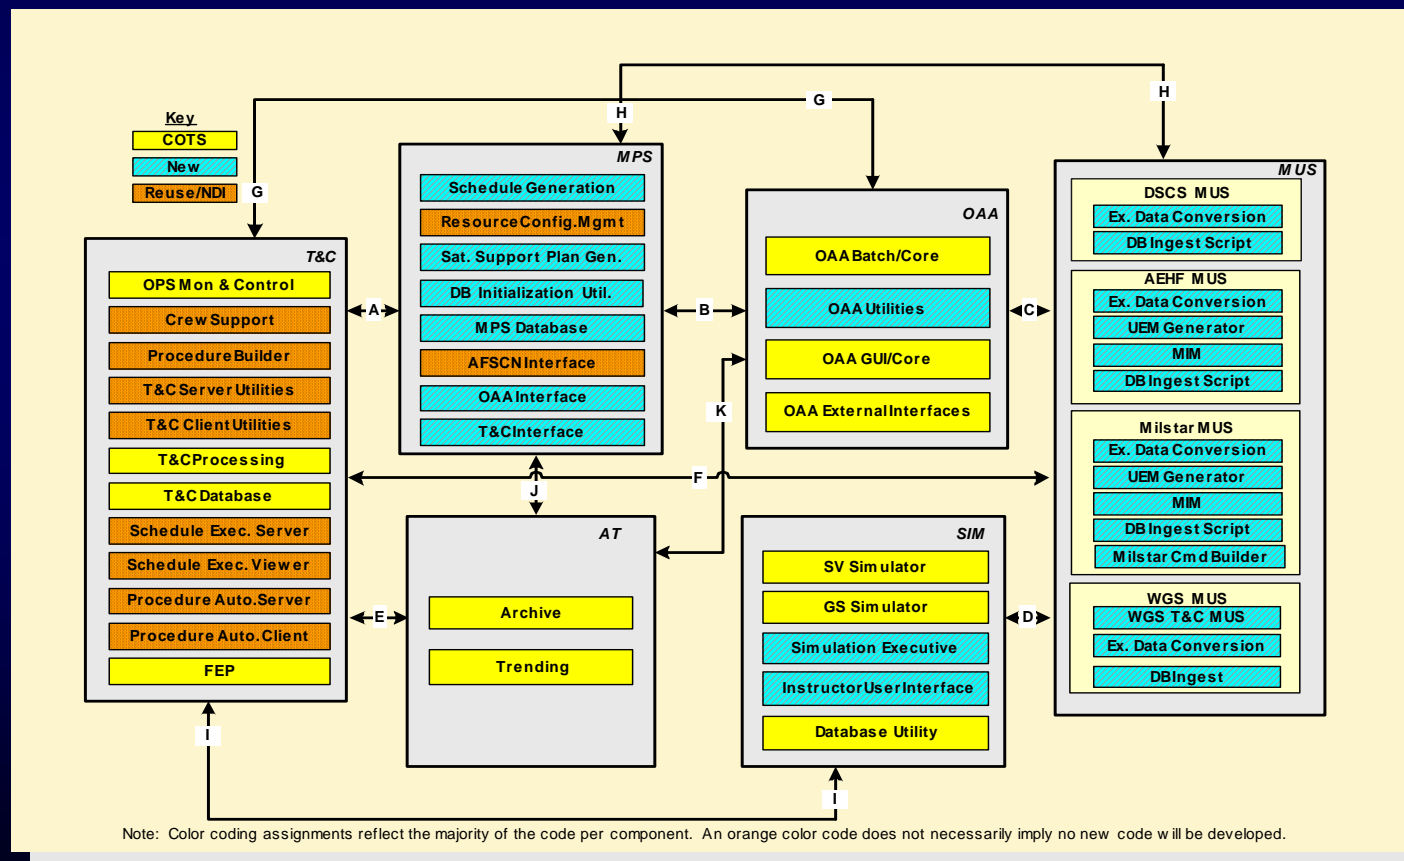 Key
COTS
New
Reuse/NDI
G
G
H
H
T&C
OPS Mon & Control
Crew Support
Procedure Builder
T&C Server Utilities
T&C Client Utilities
T&C Processing
T&C Database
Schedule Exec. Server
Schedule Exec. Viewer
Procedure Auto. Server
Procedure Auto. Client
FEP
A
MPS
Schedule Generation
Resource Config. Mgmt
Sat. Support Plan Gen.
DB Initialization Util.
MPS Database
AFSCN Interface
OAA Interface
T&C Interface
B
OAA
OAA Batch/Core
OAA Utilities
OAA GUI/Core
OAA External Interfaces
C
K
F
J
E
AT
Archive
Trending
SIM
SV Simulator
GS Simulator
Simulation Executive
Instructor User Interface
Database Utility
D
MUS
DSCS MUS
Ex. Data Conversion
DB Ingest Script
AEHF MUS
Ex. Data Conversion
UEM Generator
MIM
DB Ingest Script
Milstar MUS
Ex. Data Conversion
UEM Generator
MIM
DB Ingest Script
Milstar Cmd Builder
WGS MUS
WGS T&C MUS
Ex. Data Conversion
DB Ingest
I
I
Note: Color coding assignments reflect the majority of the code per component. An orange color code does not necessarily imply no new code will be developed.